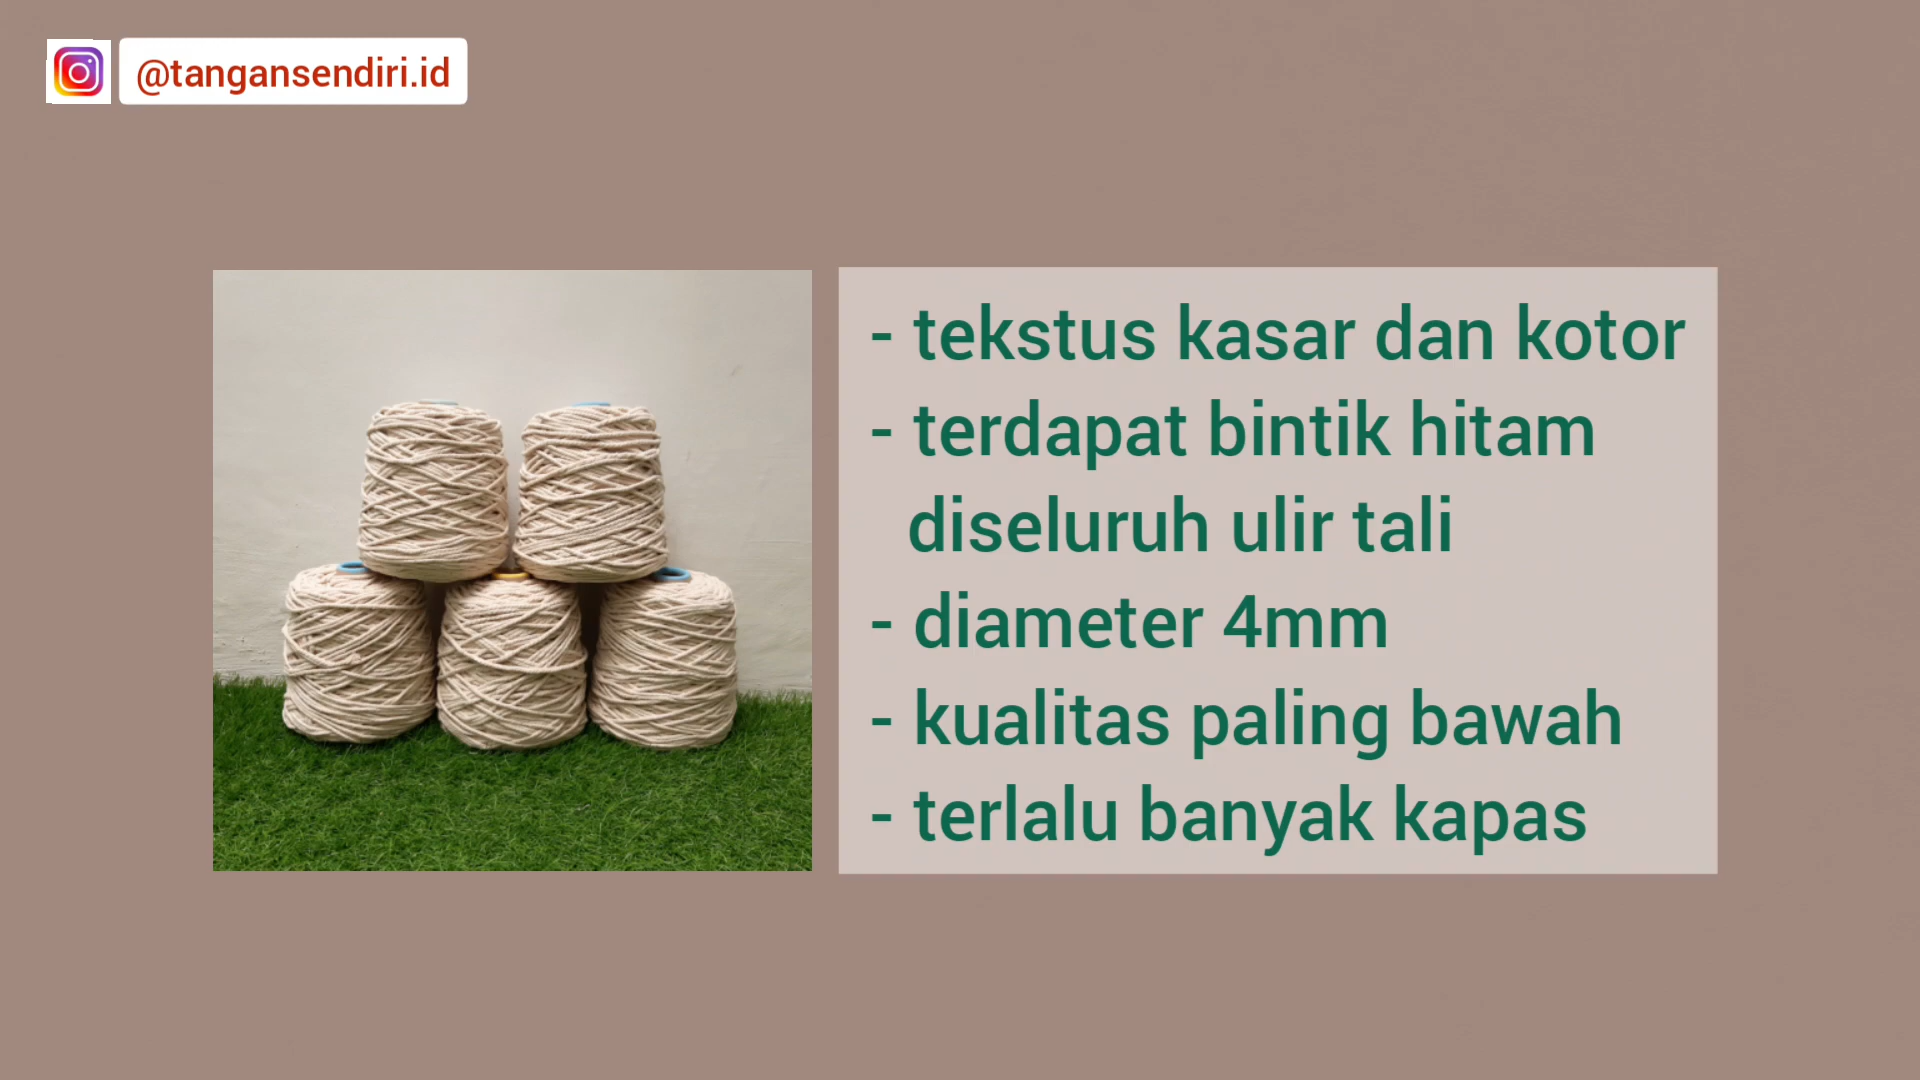 @tangansendiri.id
- tekstus kasar dan kotor
- terdapat bintik hitam
diseluruh ulir tali
- diameter 4mm
- kualitas paling bawah
- terlalu banyak kapas